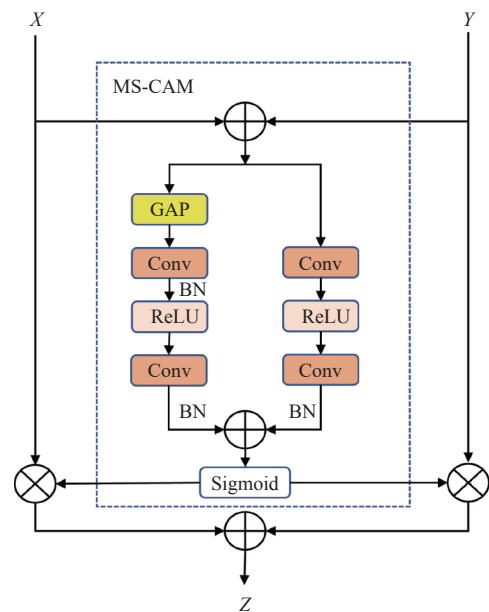 X Y
MS-CAM
GAP
Conv Conv
BN
ReLU ReLU
Conv Conv
BN BN
Sigmoid
Z